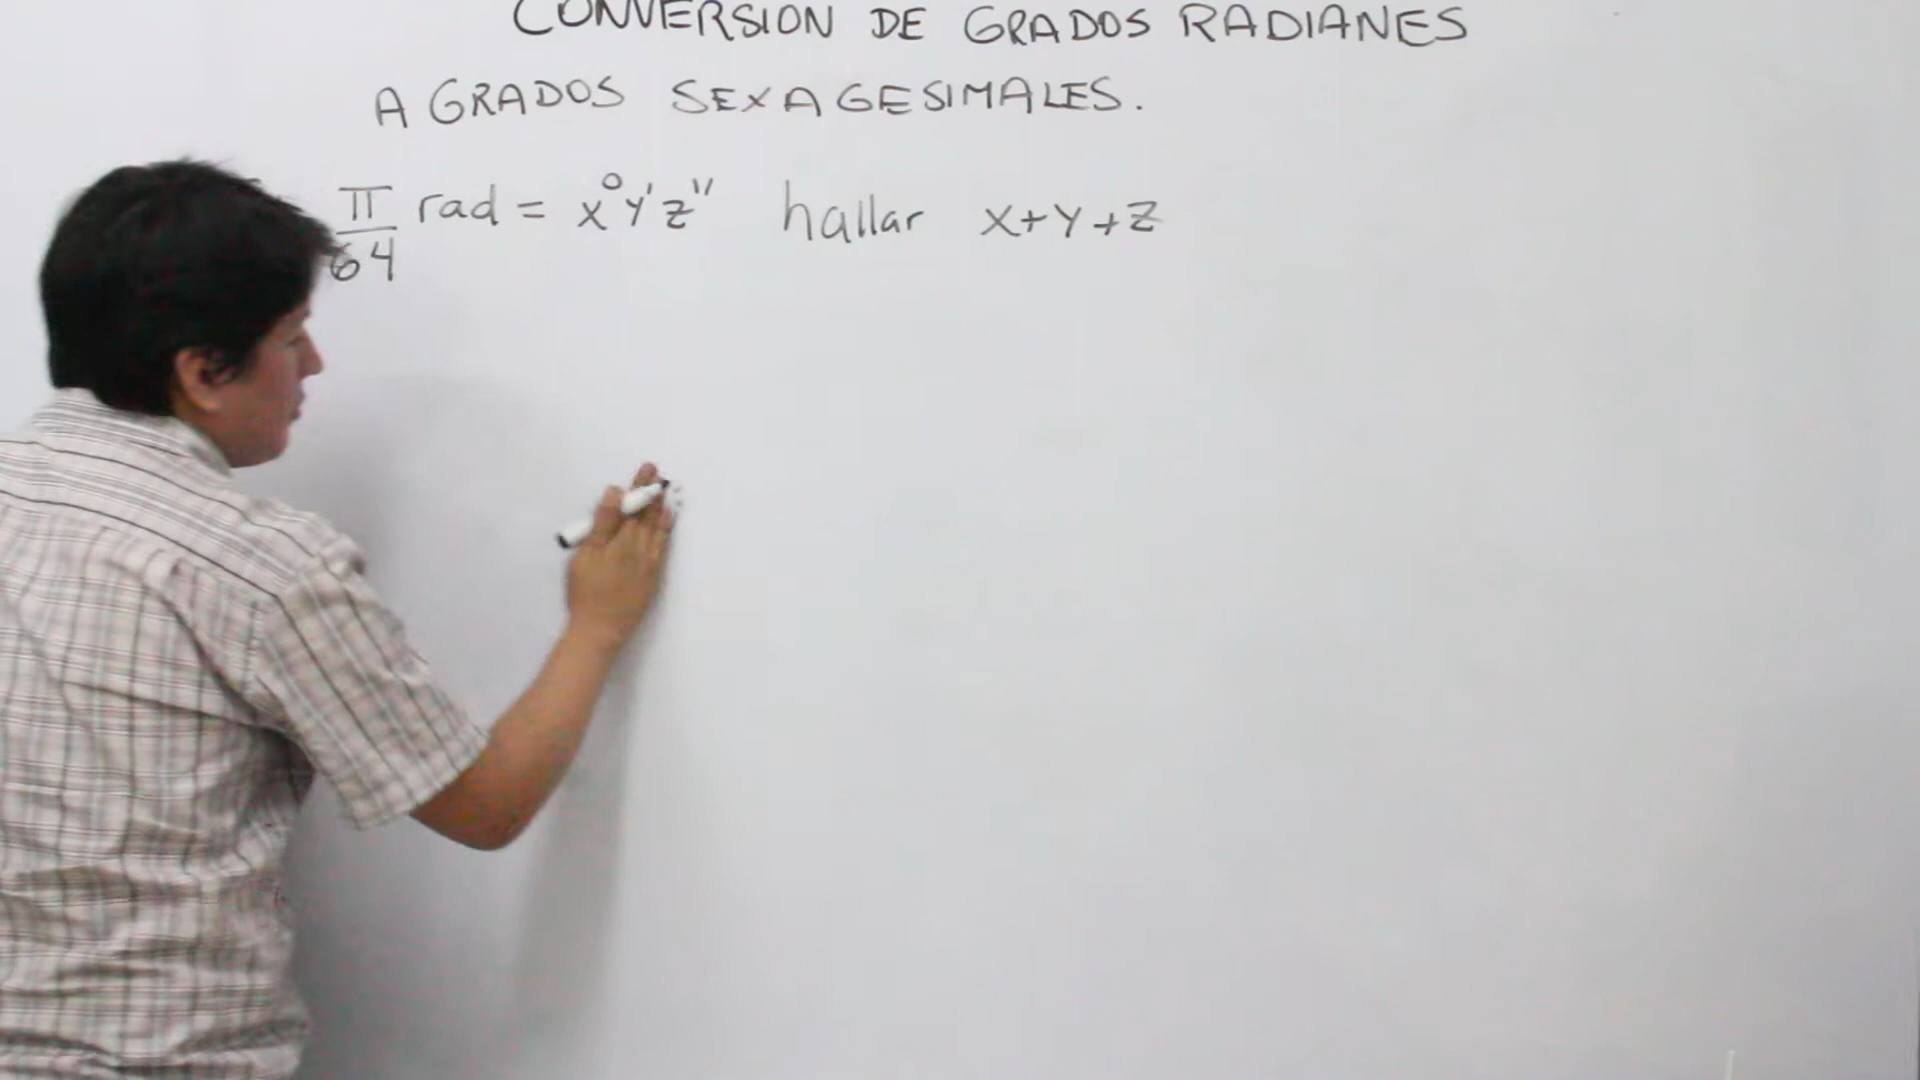 CONVERSION DE GRADOS RADIANES
A GRADOS SEXAGESIMALES.
π/64 rad = x°y'z" hallar x+y+z